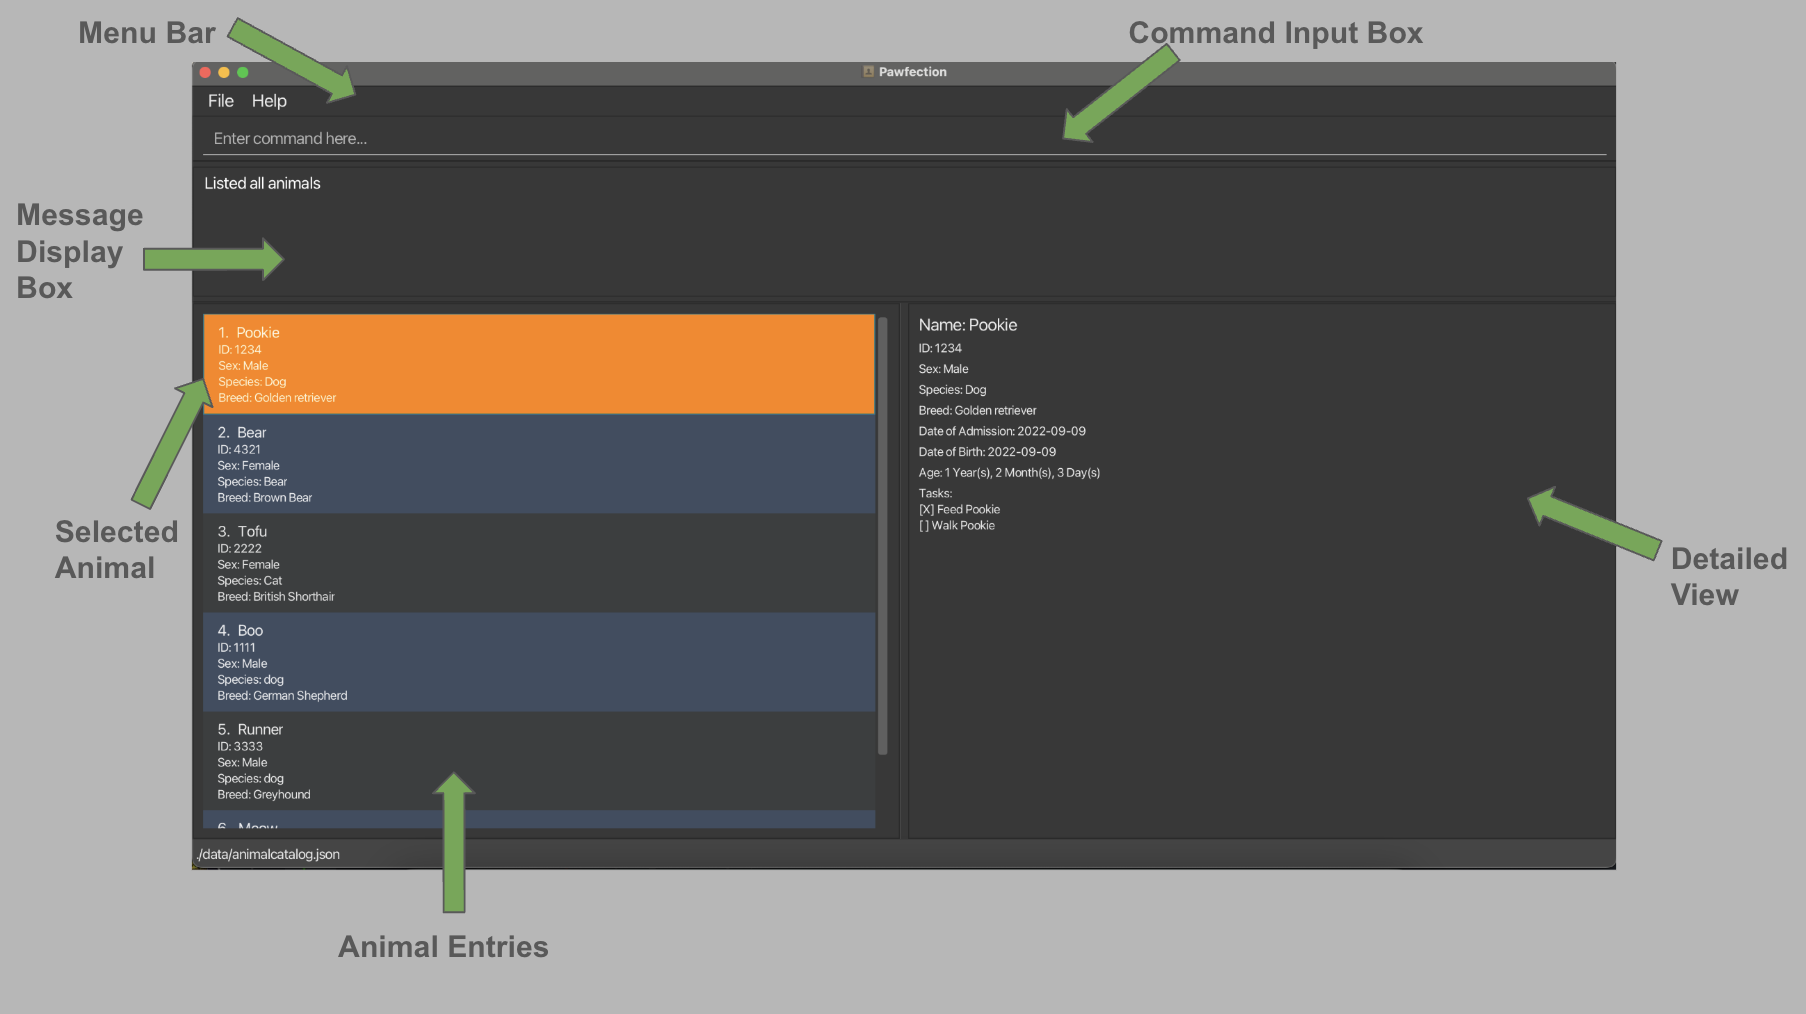 Menu Bar
Command Input Box
Pawfection
File Help
Enter command here...
Listed all animals
Message
Display
Box
1. Pookie
ID: 1234
Sex: Male
Species: Dog
Breed: Golden retriever
2. Bear
ID: 4321
Sex: Female
Species: Bear
Breed: Brown Bear
3. Tofu
ID: 2222
Sex: Female
Species: Cat
Breed: British Shorthair
4. Boo
ID: 1111
Sex: Male
Species: dog
Breed: German Shepherd
5. Runner
ID: 3333
Sex: Male
Species: dog
Breed: Greyhound
6. Meow
Selected
Animal
Name: Pookie
ID: 1234
Sex: Male
Species: Dog
Breed: Golden retriever
Date of Admission: 2022-09-09
Date of Birth: 2022-09-09
Age: 1 Year(s), 2 Month(s), 3 Day(s)
Tasks:
[X] Feed Pookie
[ ] Walk Pookie
Detailed
View
./data/animalcatalog.json
Animal Entries